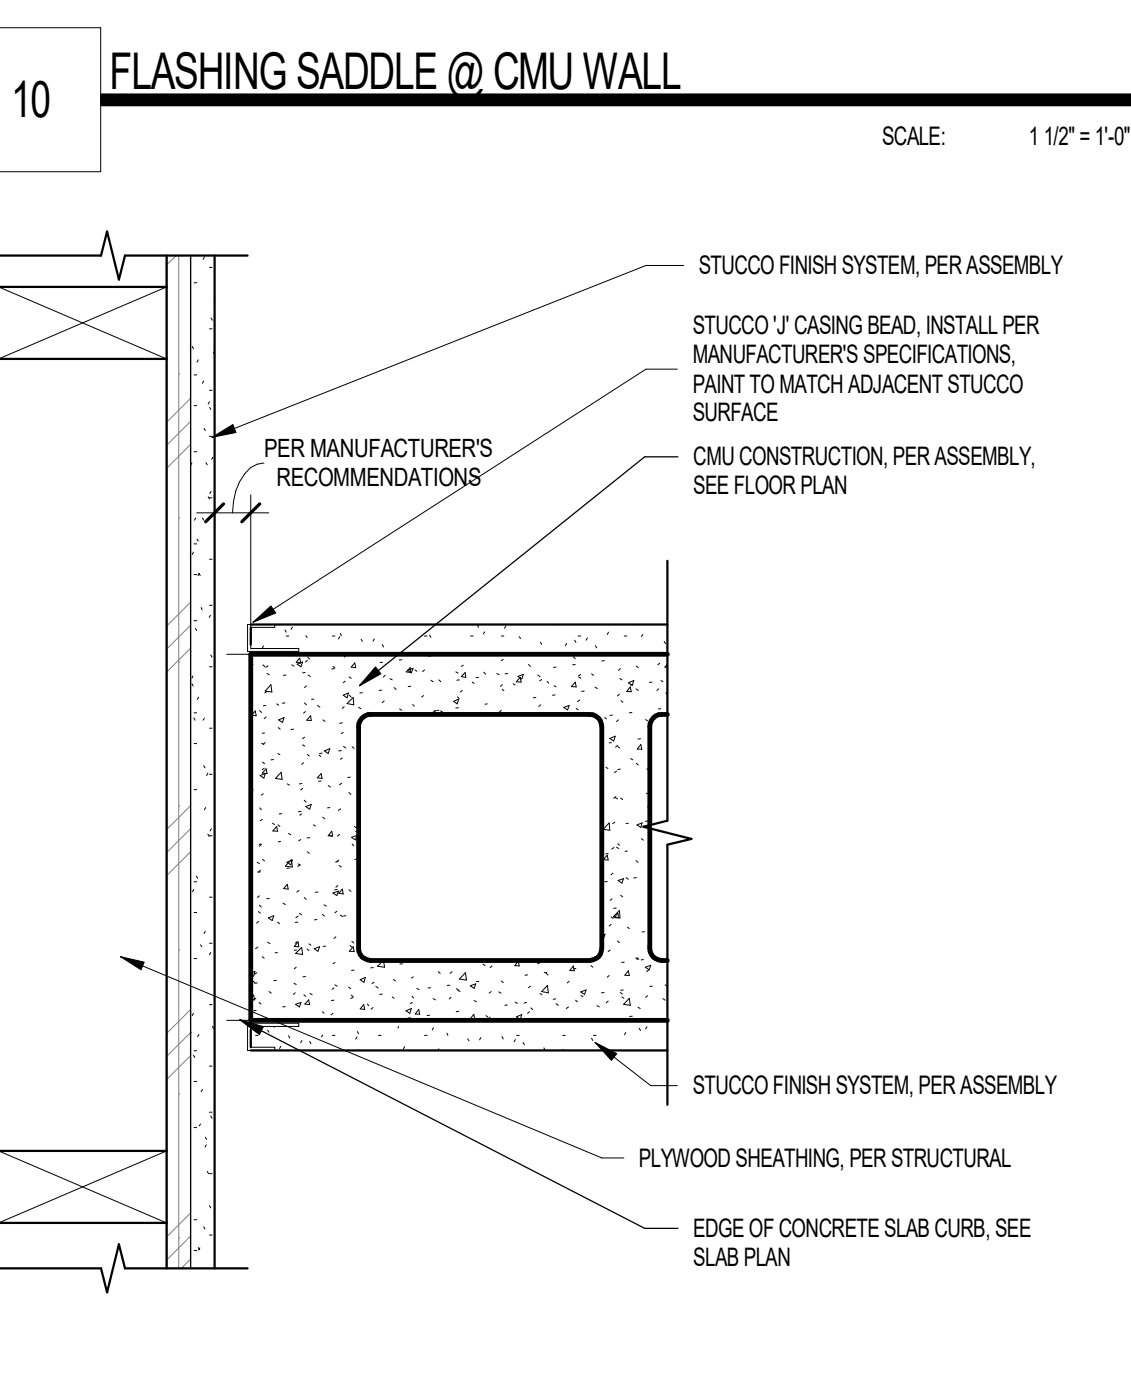 10
FLASHING SADDLE @ CMU WALL
SCALE: 1 1/2" = 1'-0"
STUCCO FINISH SYSTEM, PER ASSEMBLY
STUCCO 'J' CASING BEAD, INSTALL PER
MANUFACTURER'S SPECIFICATIONS,
PAINT TO MATCH ADJACENT STUCCO
SURFACE
PER MANUFACTURER'S
RECOMMENDATIONS
CMU CONSTRUCTION, PER ASSEMBLY,
SEE FLOOR PLAN
STUCCO FINISH SYSTEM, PER ASSEMBLY
PLYWOOD SHEATHING, PER STRUCTURAL
EDGE OF CONCRETE SLAB CURB, SEE
SLAB PLAN